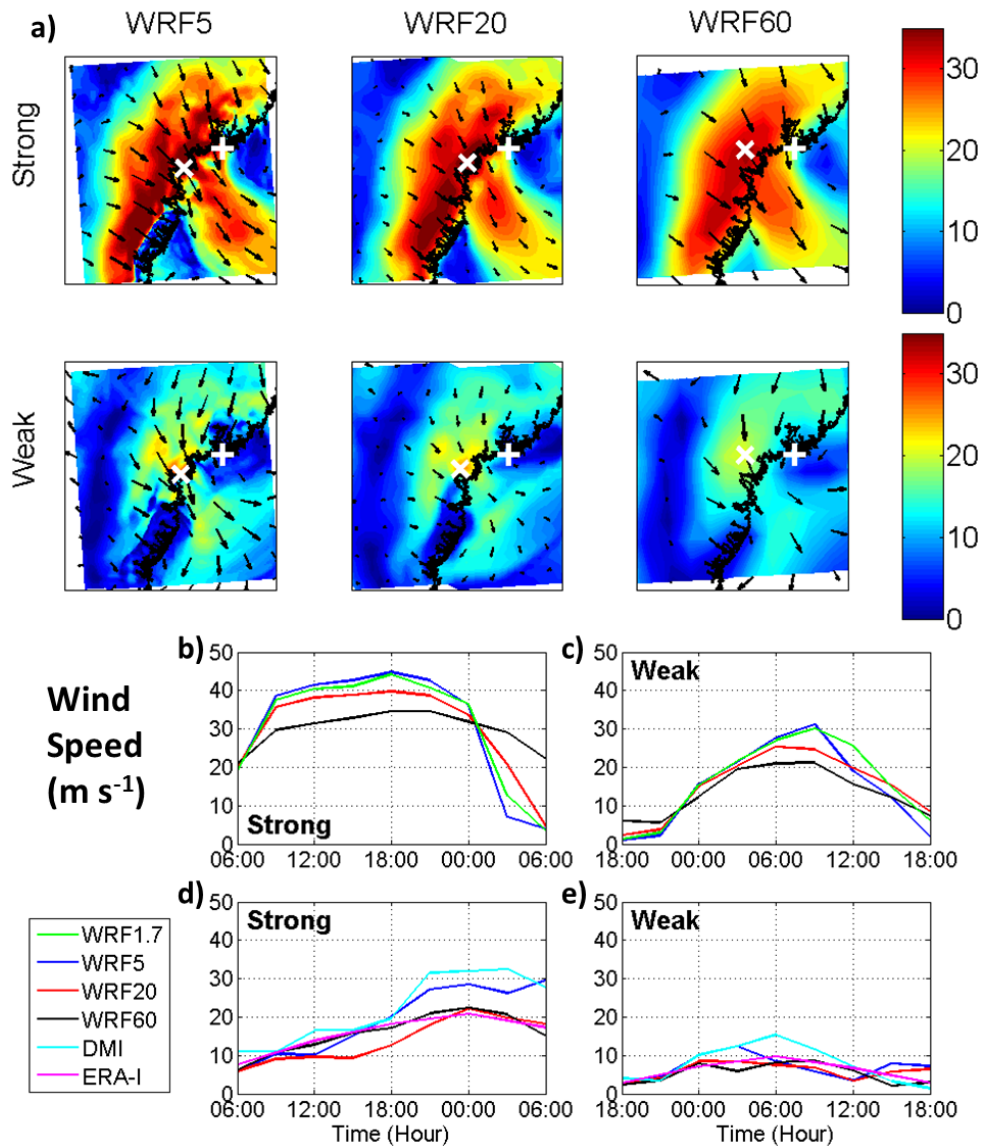 a)
WRF5
WRF20
WRF60
Strong
30
20
10
0
Weak
30
20
10
0
Wind
Speed
(m s-1)
b)
50
40
30
20
10
0
Strong
06:00 12:00 18:00 00:00 06:00
c)
50
40
30
20
10
0
Weak
18:00 00:00 06:00 12:00 18:00
WRF1.7
WRF5
WRF20
WRF60
DMI
ERA-I
d)
50
40
30
20
10
0
Strong
06:00 12:00 18:00 00:00 06:00
Time (Hour)
e)
50
40
30
20
10
0
Weak
18:00 00:00 06:00 12:00 18:00
Time (Hour)